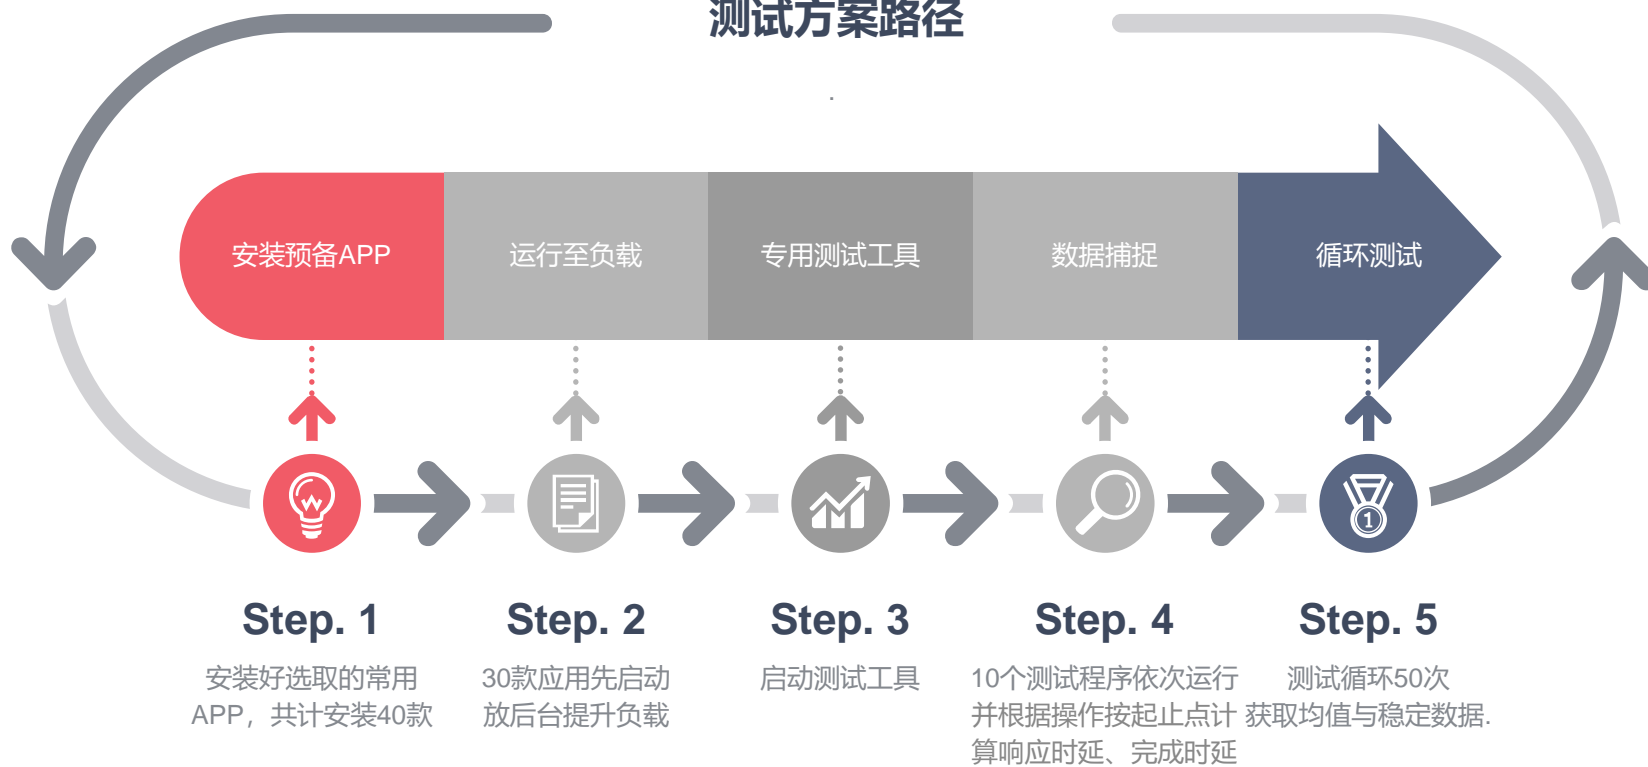 测试方案路径
.
安装预备APP
运行至负载
专用测试工具
数据捕捉
循环测试
1
Step. 1
安装好选取的常用
APP，共计安装40款
Step. 2
30款应用先启动
放后台提升负载
Step. 3
启动测试工具
Step. 4
10个测试程序依次运行
并根据操作按起止点计
算响应时延、完成时延
Step. 5
测试循环50次
获取均值与稳定数据.